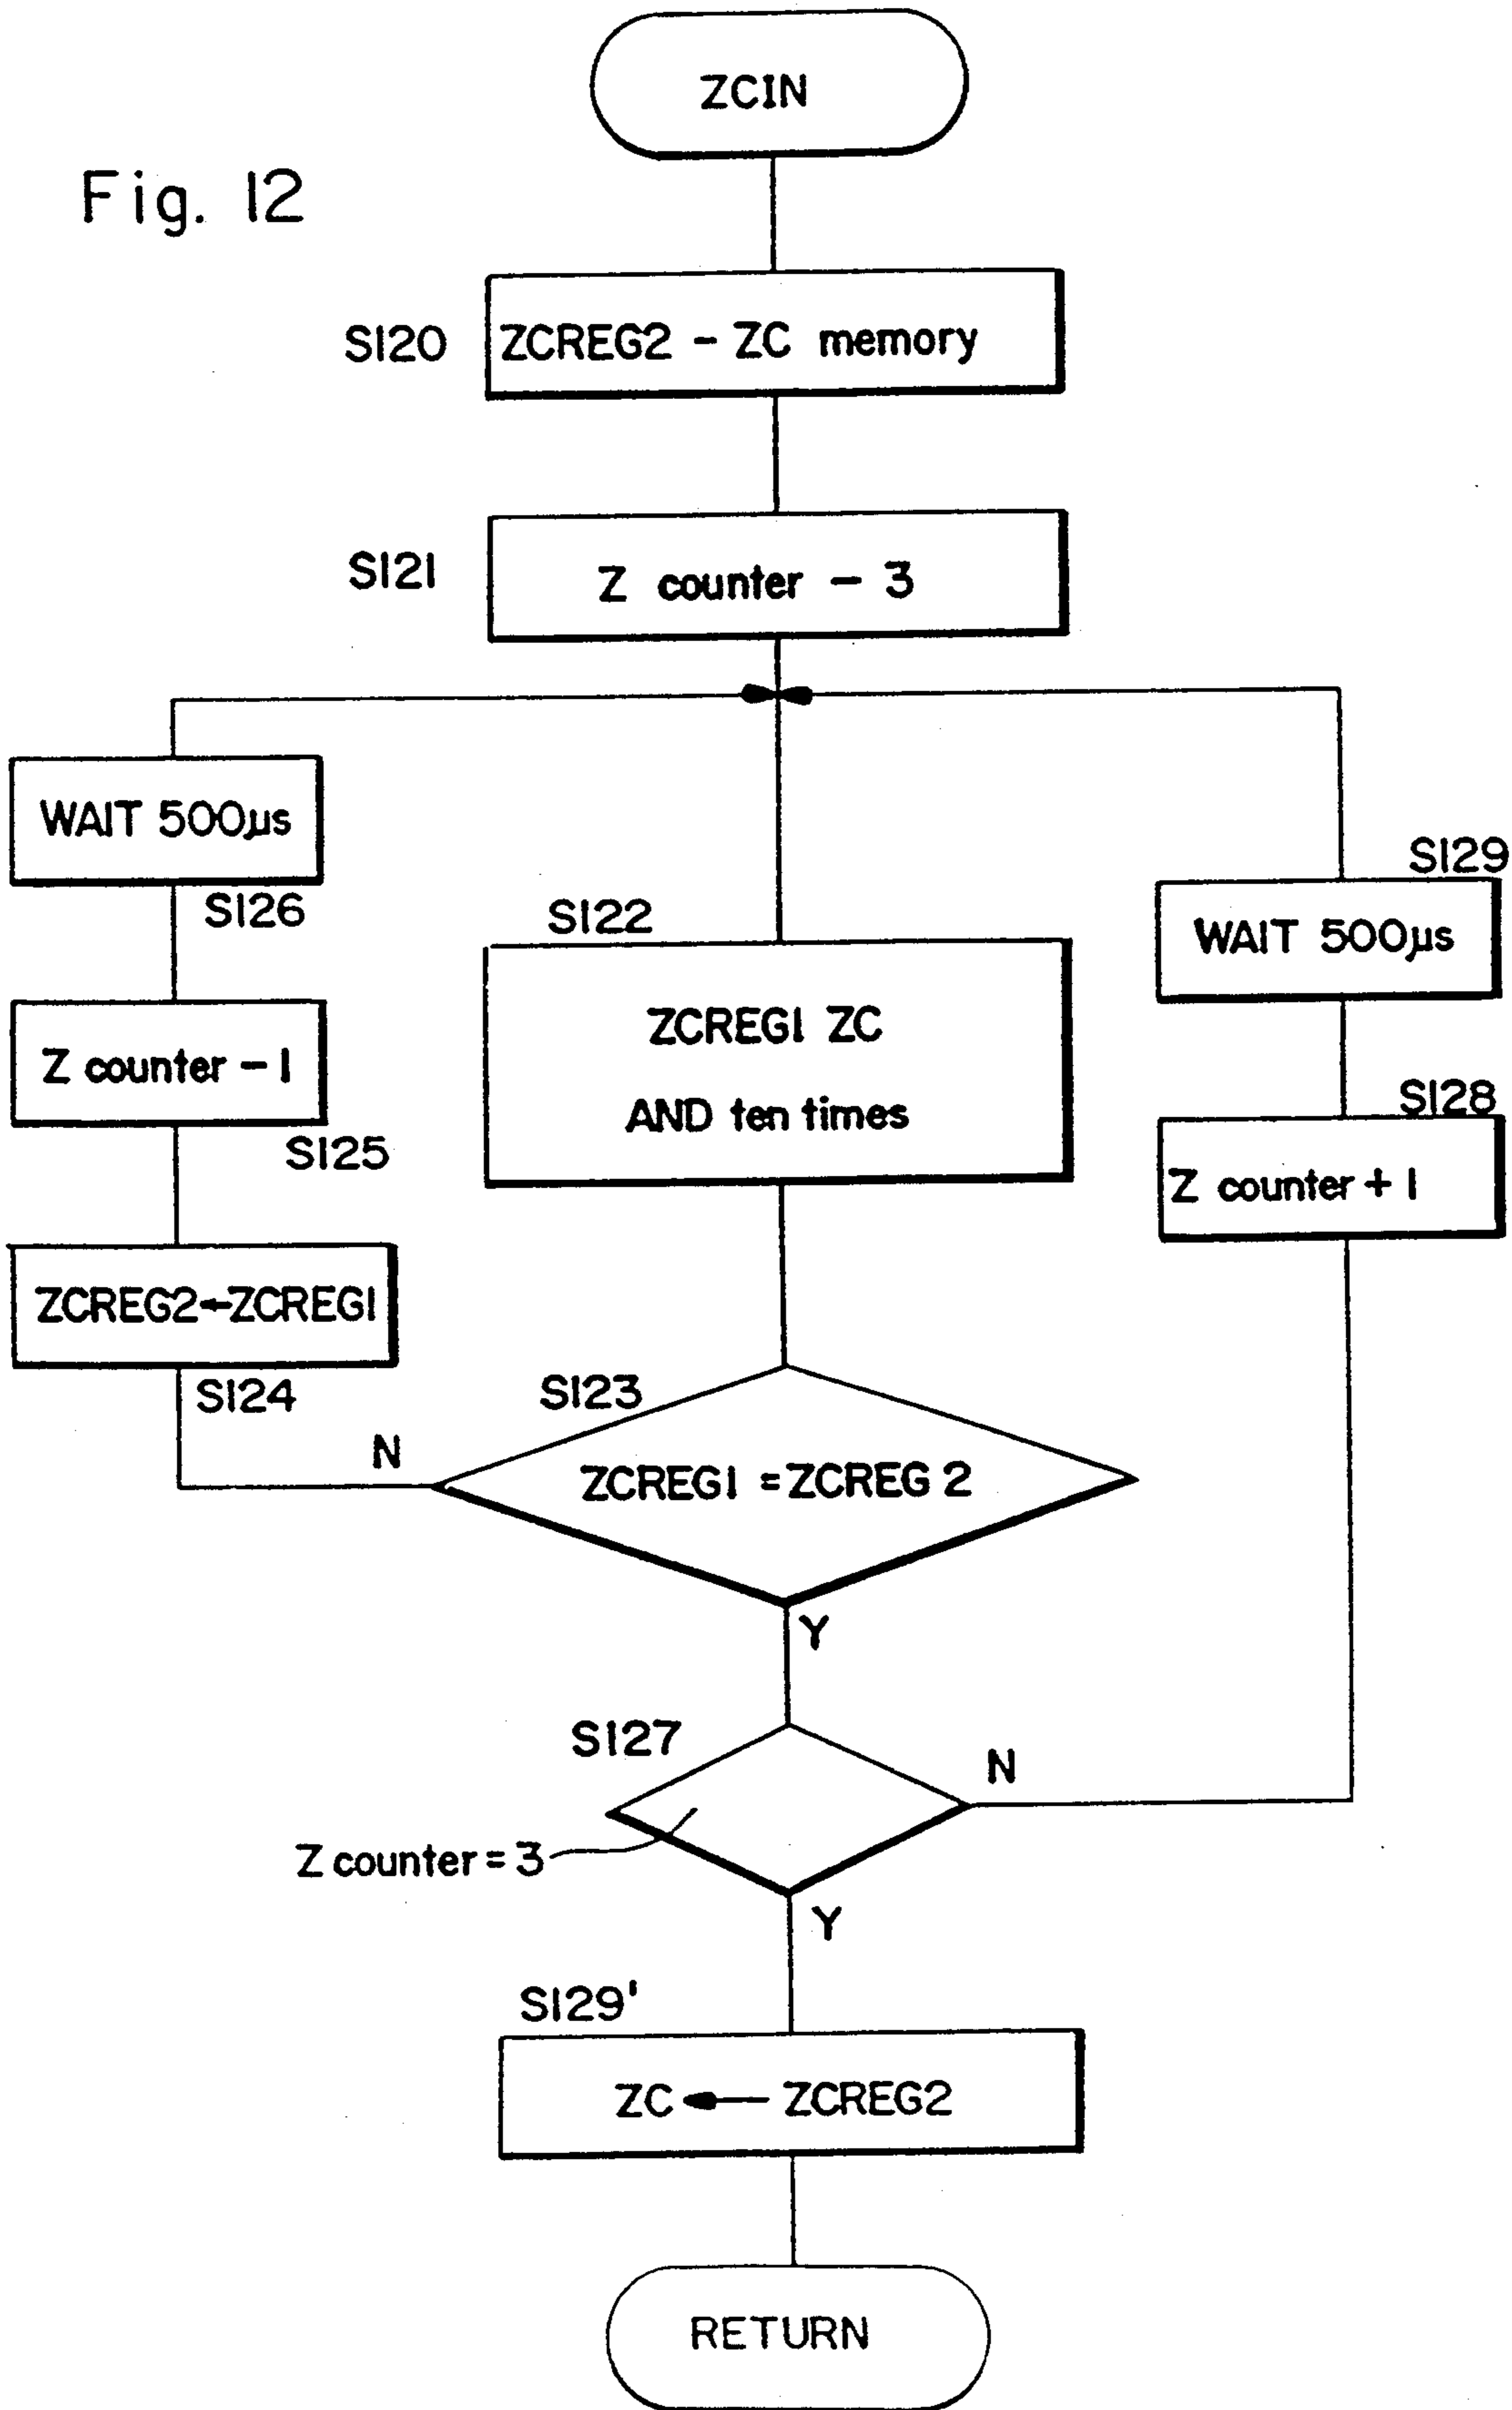 ZCIN
Fig. 12
S120
ZCREG2 - ZC memory
S121
Z counter - 3
WAIT 500μs
S126
S129
WAIT 500μs
S122
ZCREG1 ZC
AND ten times
Z counter - 1
S125
S128
Z counter + 1
ZCREG2←ZCREG1
S124
S123
N
ZCREG1 = ZCREG 2
Y
S127
N
Z counter = 3
Y
S129'
ZC ← ZCREG2
RETURN